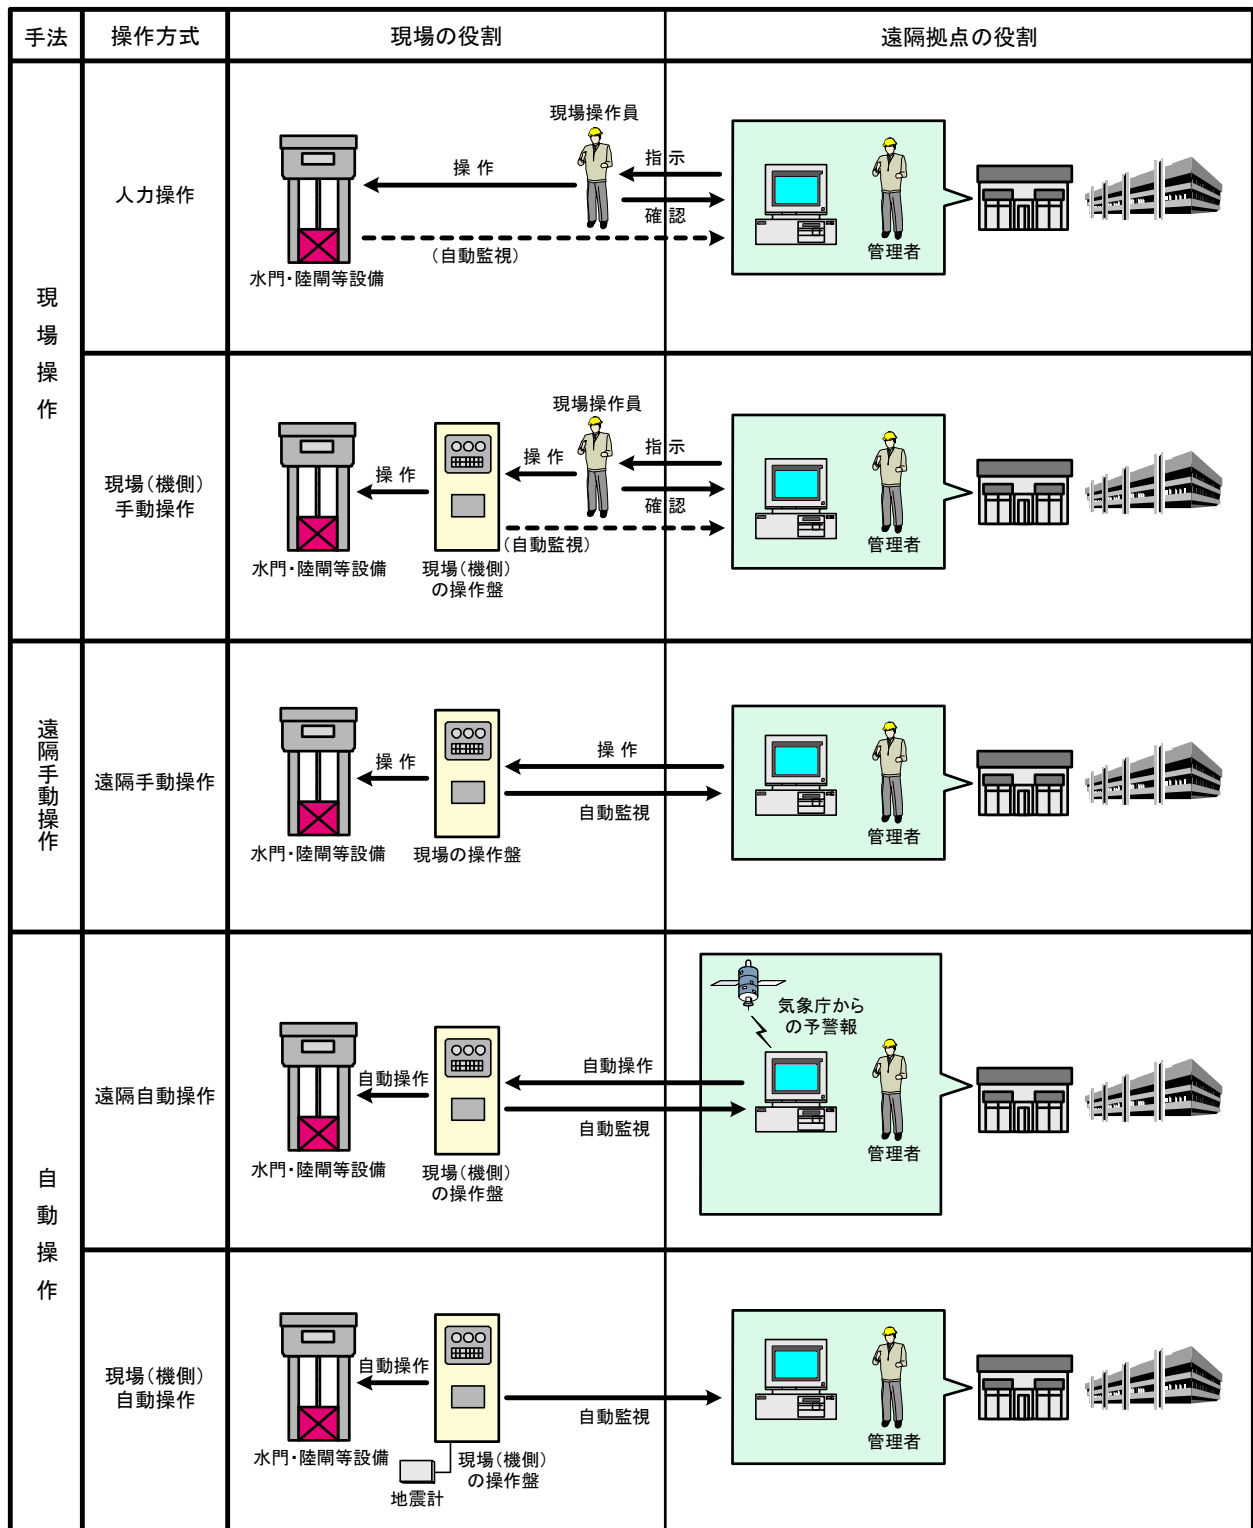 手法
操作方式
現場の役割
遠隔拠点の役割
現場操作
人力操作
現場操作員
操 作
指 示
確 認
(自動監視)
水門・陸閘等設備
管理者
現場(機側)
手動操作
現場操作員
操 作
操 作
指 示
確 認
(自動監視)
水門・陸閘等設備
現場(機側)
の操作盤
管理者
遠隔手動操作
遠隔手動操作
操 作
操 作
自動監視
水門・陸閘等設備
現場の操作盤
管理者
自動操作
遠隔自動操作
気象庁から
の予警報
自動操作
自動操作
自動監視
水門・陸閘等設備
現場(機側)
の操作盤
管理者
現場(機側)
自動操作
自動操作
自動監視
水門・陸閘等設備
現場(機側)
の操作盤
地震計
管理者